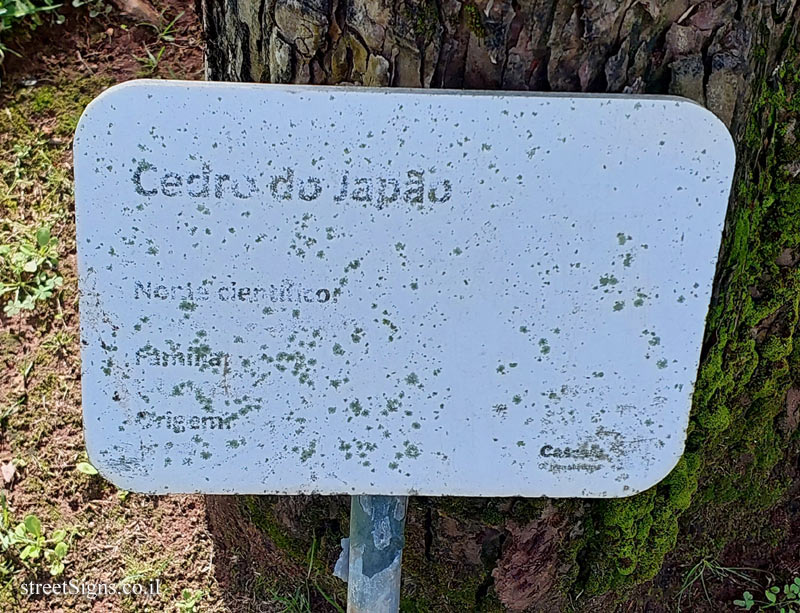 Cedro do Japão
Nome científico:
Família:
Origem:
Cascais
streetSigns.co.il